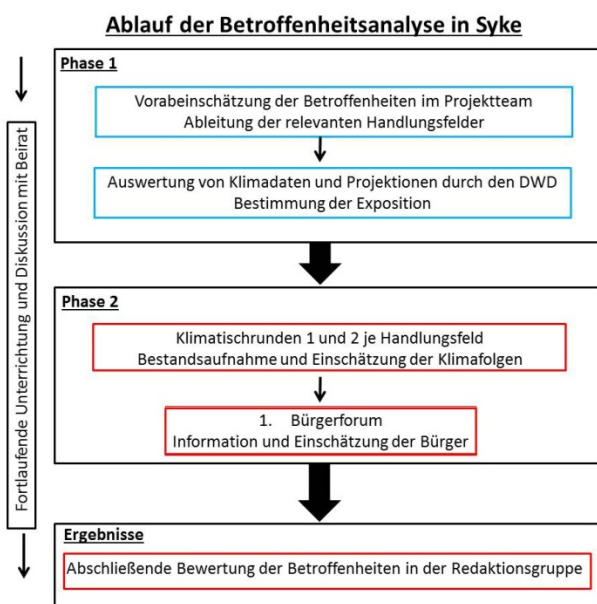 Ablauf der Betroffenheitsanalyse in Syke
Fortlaufende Unterrichtung und Diskussion mit Beirat
Phase 1
Vorabeinschätzung der Betroffenheiten im Projektteam
Ableitung der relevanten Handlungsfelder
Auswertung von Klimadaten und Projektionen durch den DWD
Bestimmung der Exposition
Phase 2
Klimatischrunden 1 und 2 je Handlungsfeld
Bestandsaufnahme und Einschätzung der Klimafolgen
1. Bürgerforum
Information und Einschätzung der Bürger
Ergebnisse
Abschließende Bewertung der Betroffenheiten in der Redaktionsgruppe